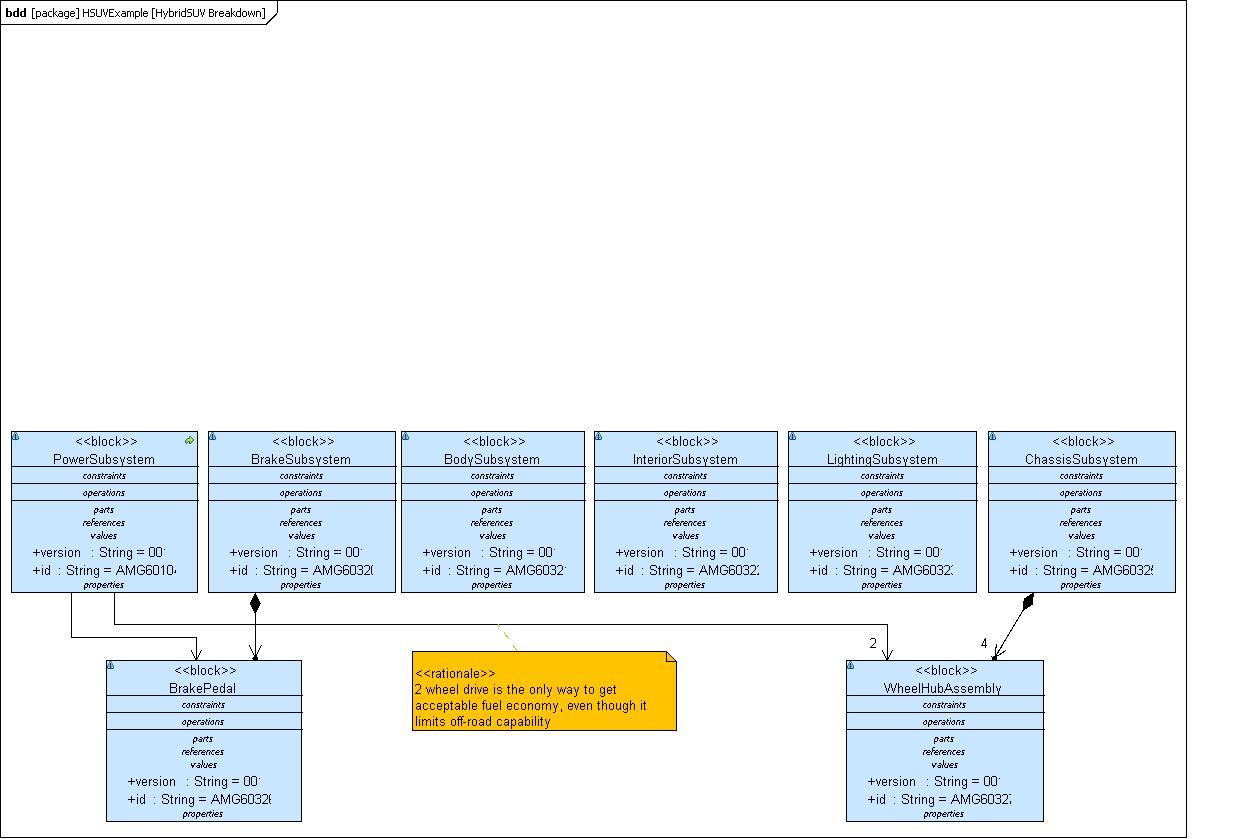 bdd [package] HSUVExample [HybridSUV Breakdown]
<<block>>
PowerSubsystem
constraints
operations
parts
references
values
+version : String = 00
+id : String = AMG6010
properties
<<block>>
BrakeSubsystem
constraints
operations
parts
references
values
+version : String = 00
+id : String = AMG6032
properties
<<block>>
BodySubsystem
constraints
operations
parts
references
values
+version : String = 00
+id : String = AMG6032
properties
<<block>>
InteriorSubsystem
constraints
operations
parts
references
values
+version : String = 00
+id : String = AMG6032
properties
<<block>>
LightingSubsystem
constraints
operations
parts
references
values
+version : String = 00
+id : String = AMG6032
properties
<<block>>
ChassisSubsystem
constraints
operations
parts
references
values
+version : String = 00
+id : String = AMG6032
properties
2
4
<<block>>
BrakePedal
constraints
operations
parts
references
values
+version : String = 00
+id : String = AMG6032
properties
<<rationale>>
2 wheel drive is the only way to get
acceptable fuel economy, even though it
limits off-road capability
<<block>>
WheelHubAssembly
constraints
operations
parts
references
values
+version : String = 00
+id : String = AMG6032
properties